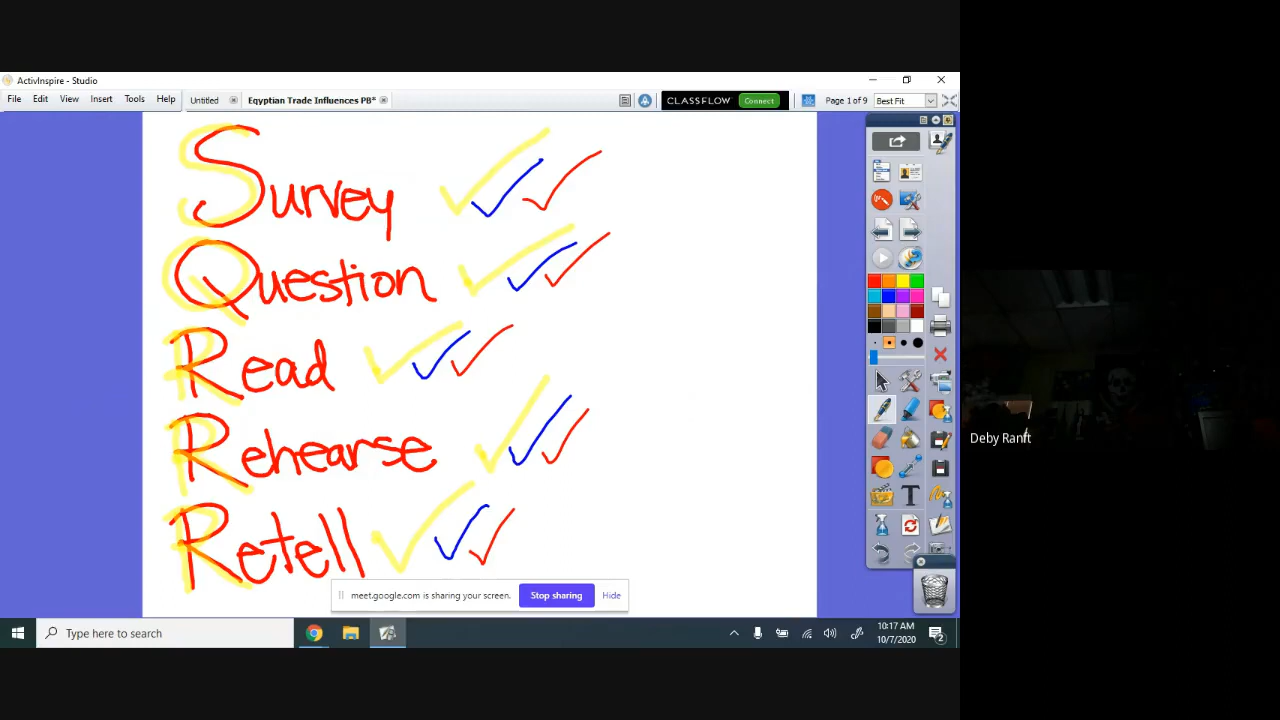 ActivInspire - Studio
File Edit View Insert Tools Help Untitled Egyptian Trade Influences PB* CLASSFLOW Connect Page 1 of 9 Best Fit
Survey
Question
Read
Rehearse
Retell
Deby Ranft
T
meet.google.com is sharing your screen. Stop sharing Hide
Type here to search
10:17 AM
10/7/2020
2